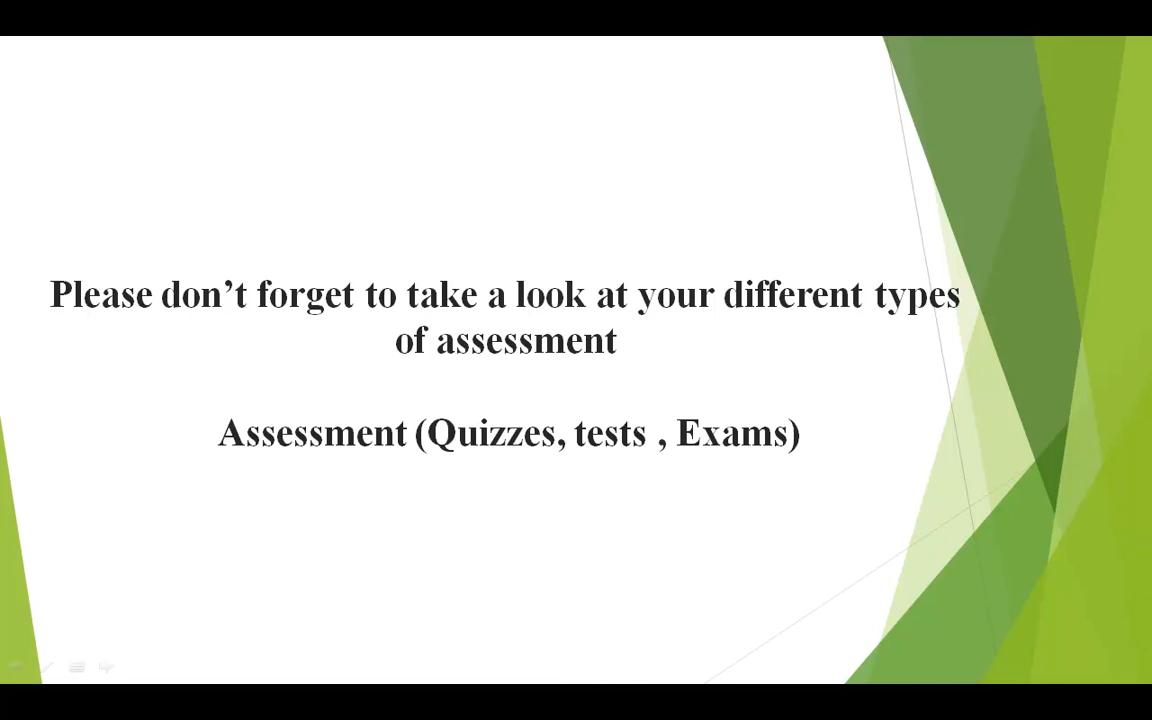 Please don’t forget to take a look at your different types
of assessment
Assessment (Quizzes, tests , Exams)